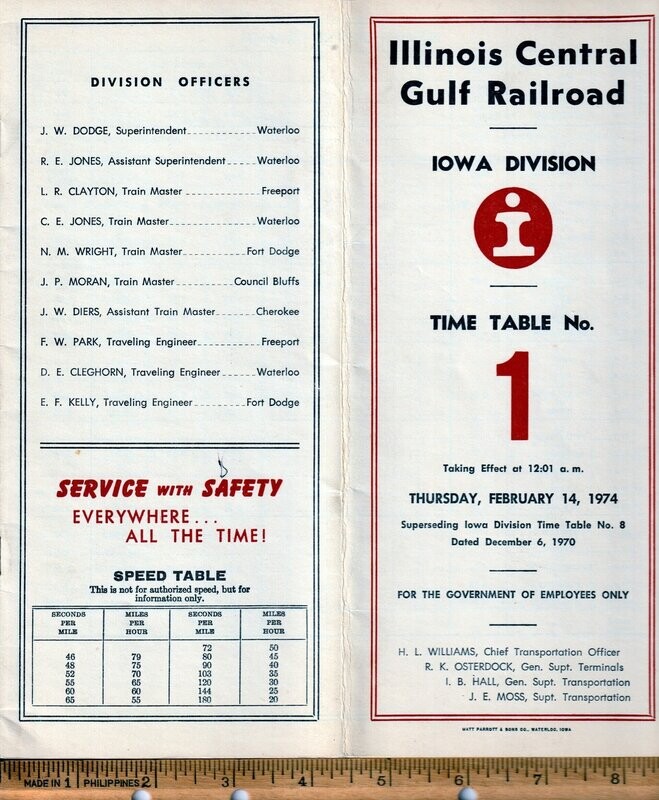 DIVISION OFFICERS
J. W. DODGE, Superintendent Waterloo
R. E. JONES, Assistant Superintendent Waterloo
L. R. CLAYTON, Train Master Freeport
C. E. JONES, Train Master Waterloo
N. M. WRIGHT, Train Master Fort Dodge
J. P. MORAN, Train Master Council Bluffs
J. W. DIERS, Assistant Train Master Cherokee
F. W. PARK, Traveling Engineer Freeport
D. E. CLEGHORN, Traveling Engineer Waterloo
E. F. KELLY, Traveling Engineer Fort Dodge
SERVICE WITH SAFETY
EVERYWHERE...
ALL THE TIME!
SPEED TABLE
This is not for authorized speed, but for
information only.
SECONDS MILES SECONDS MILES
PER PER PER PER
MILE HOUR MILE HOUR
72 50
46 79 80 45
48 75 90 40
52 70 103 35
55 65 120 30
60 60 144 25
65 55 180 20
Illinois Central
Gulf Railroad
IOWA DIVISION
i
TIME TABLE No.
1
Taking Effect at 12:01 a. m.
THURSDAY, FEBRUARY 14, 1974
Superseding Iowa Division Time Table No. 8
Dated December 6, 1970
FOR THE GOVERNMENT OF EMPLOYEES ONLY
H. L. WILLIAMS, Chief Transportation Officer
R. K. OSTERDOCK, Gen. Supt. Terminals
I. B. HALL, Gen. Supt. Transportation
J. E. MOSS, Supt. Transportation
MATT PARROTT & SONS CO., WATERLOO, IOWA
MADE IN 1 PHILIPPINES 2 3 4 5 6 7 8